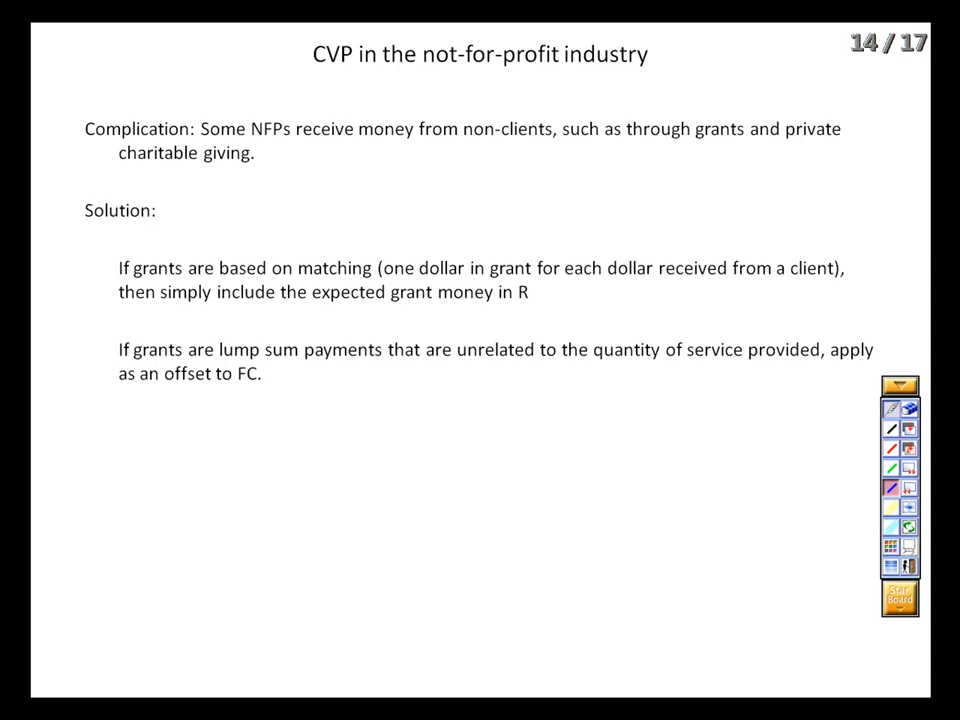 CVP in the not-for-profit industry
14 / 17
Complication: Some NFPs receive money from non-clients, such as through grants and private
charitable giving.
Solution:
If grants are based on matching (one dollar in grant for each dollar received from a client),
then simply include the expected grant money in R
If grants are lump sum payments that are unrelated to the quantity of service provided, apply
as an offset to FC.
Star
Board